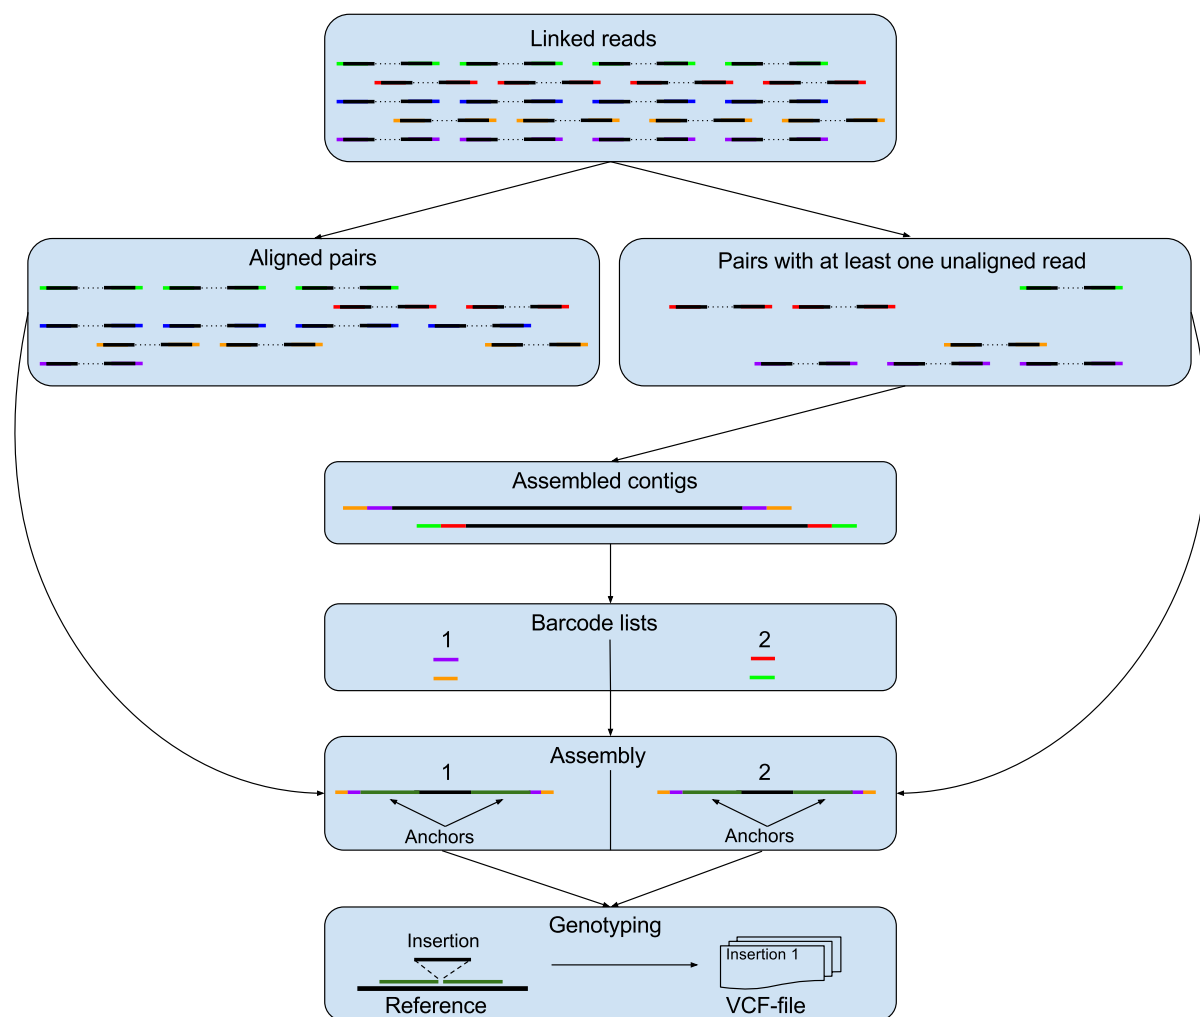 Linked reads
Aligned pairs
Pairs with at least one unaligned read
Assembled contigs
Barcode lists
1
2
Assembly
1
2
Anchors
Anchors
Genotyping
Insertion
Insertion 1
Reference
VCF-file